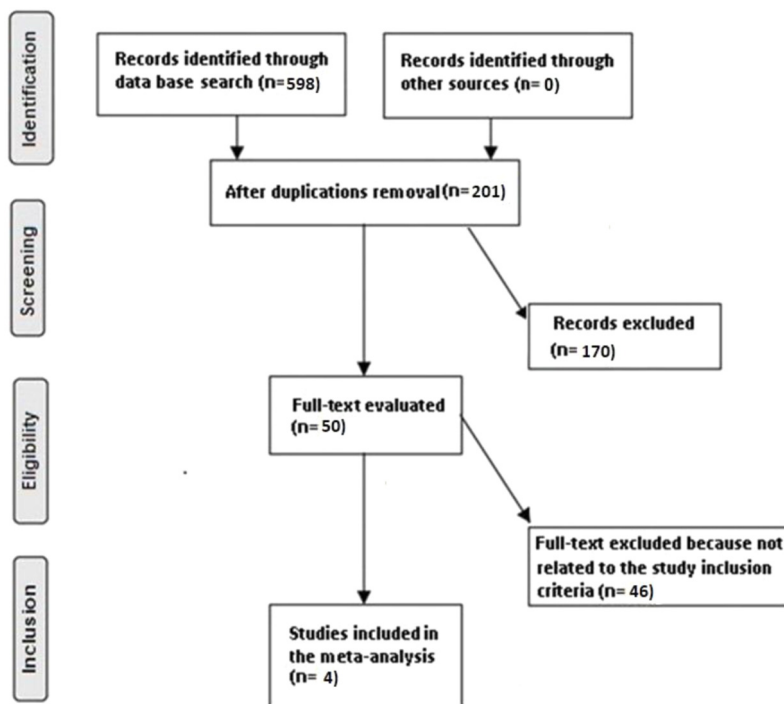 Identification
Records identified through
data base search (n=598)
Records identified through
other sources (n= 0)
After duplications removal(n=201)
Screening
Records excluded
(n= 170)
Full-text evaluated
(n= 50)
Eligibility
Full-text excluded because not
related to the study inclusion
criteria (n= 46)
Inclusion
Studies included in
the meta-analysis
(n= 4)